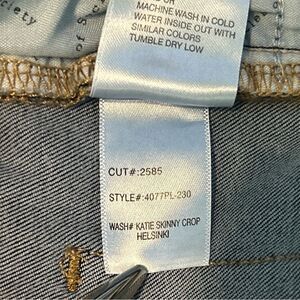 MACHINE WASH IN COLD
WATER INSIDE OUT WITH
SIMILAR COLORS
TUMBLE DRY LOW
CUT#:2585
STYLE#:4077PL-230
WASH# KATIE SKINNY CROP
HELSINKI